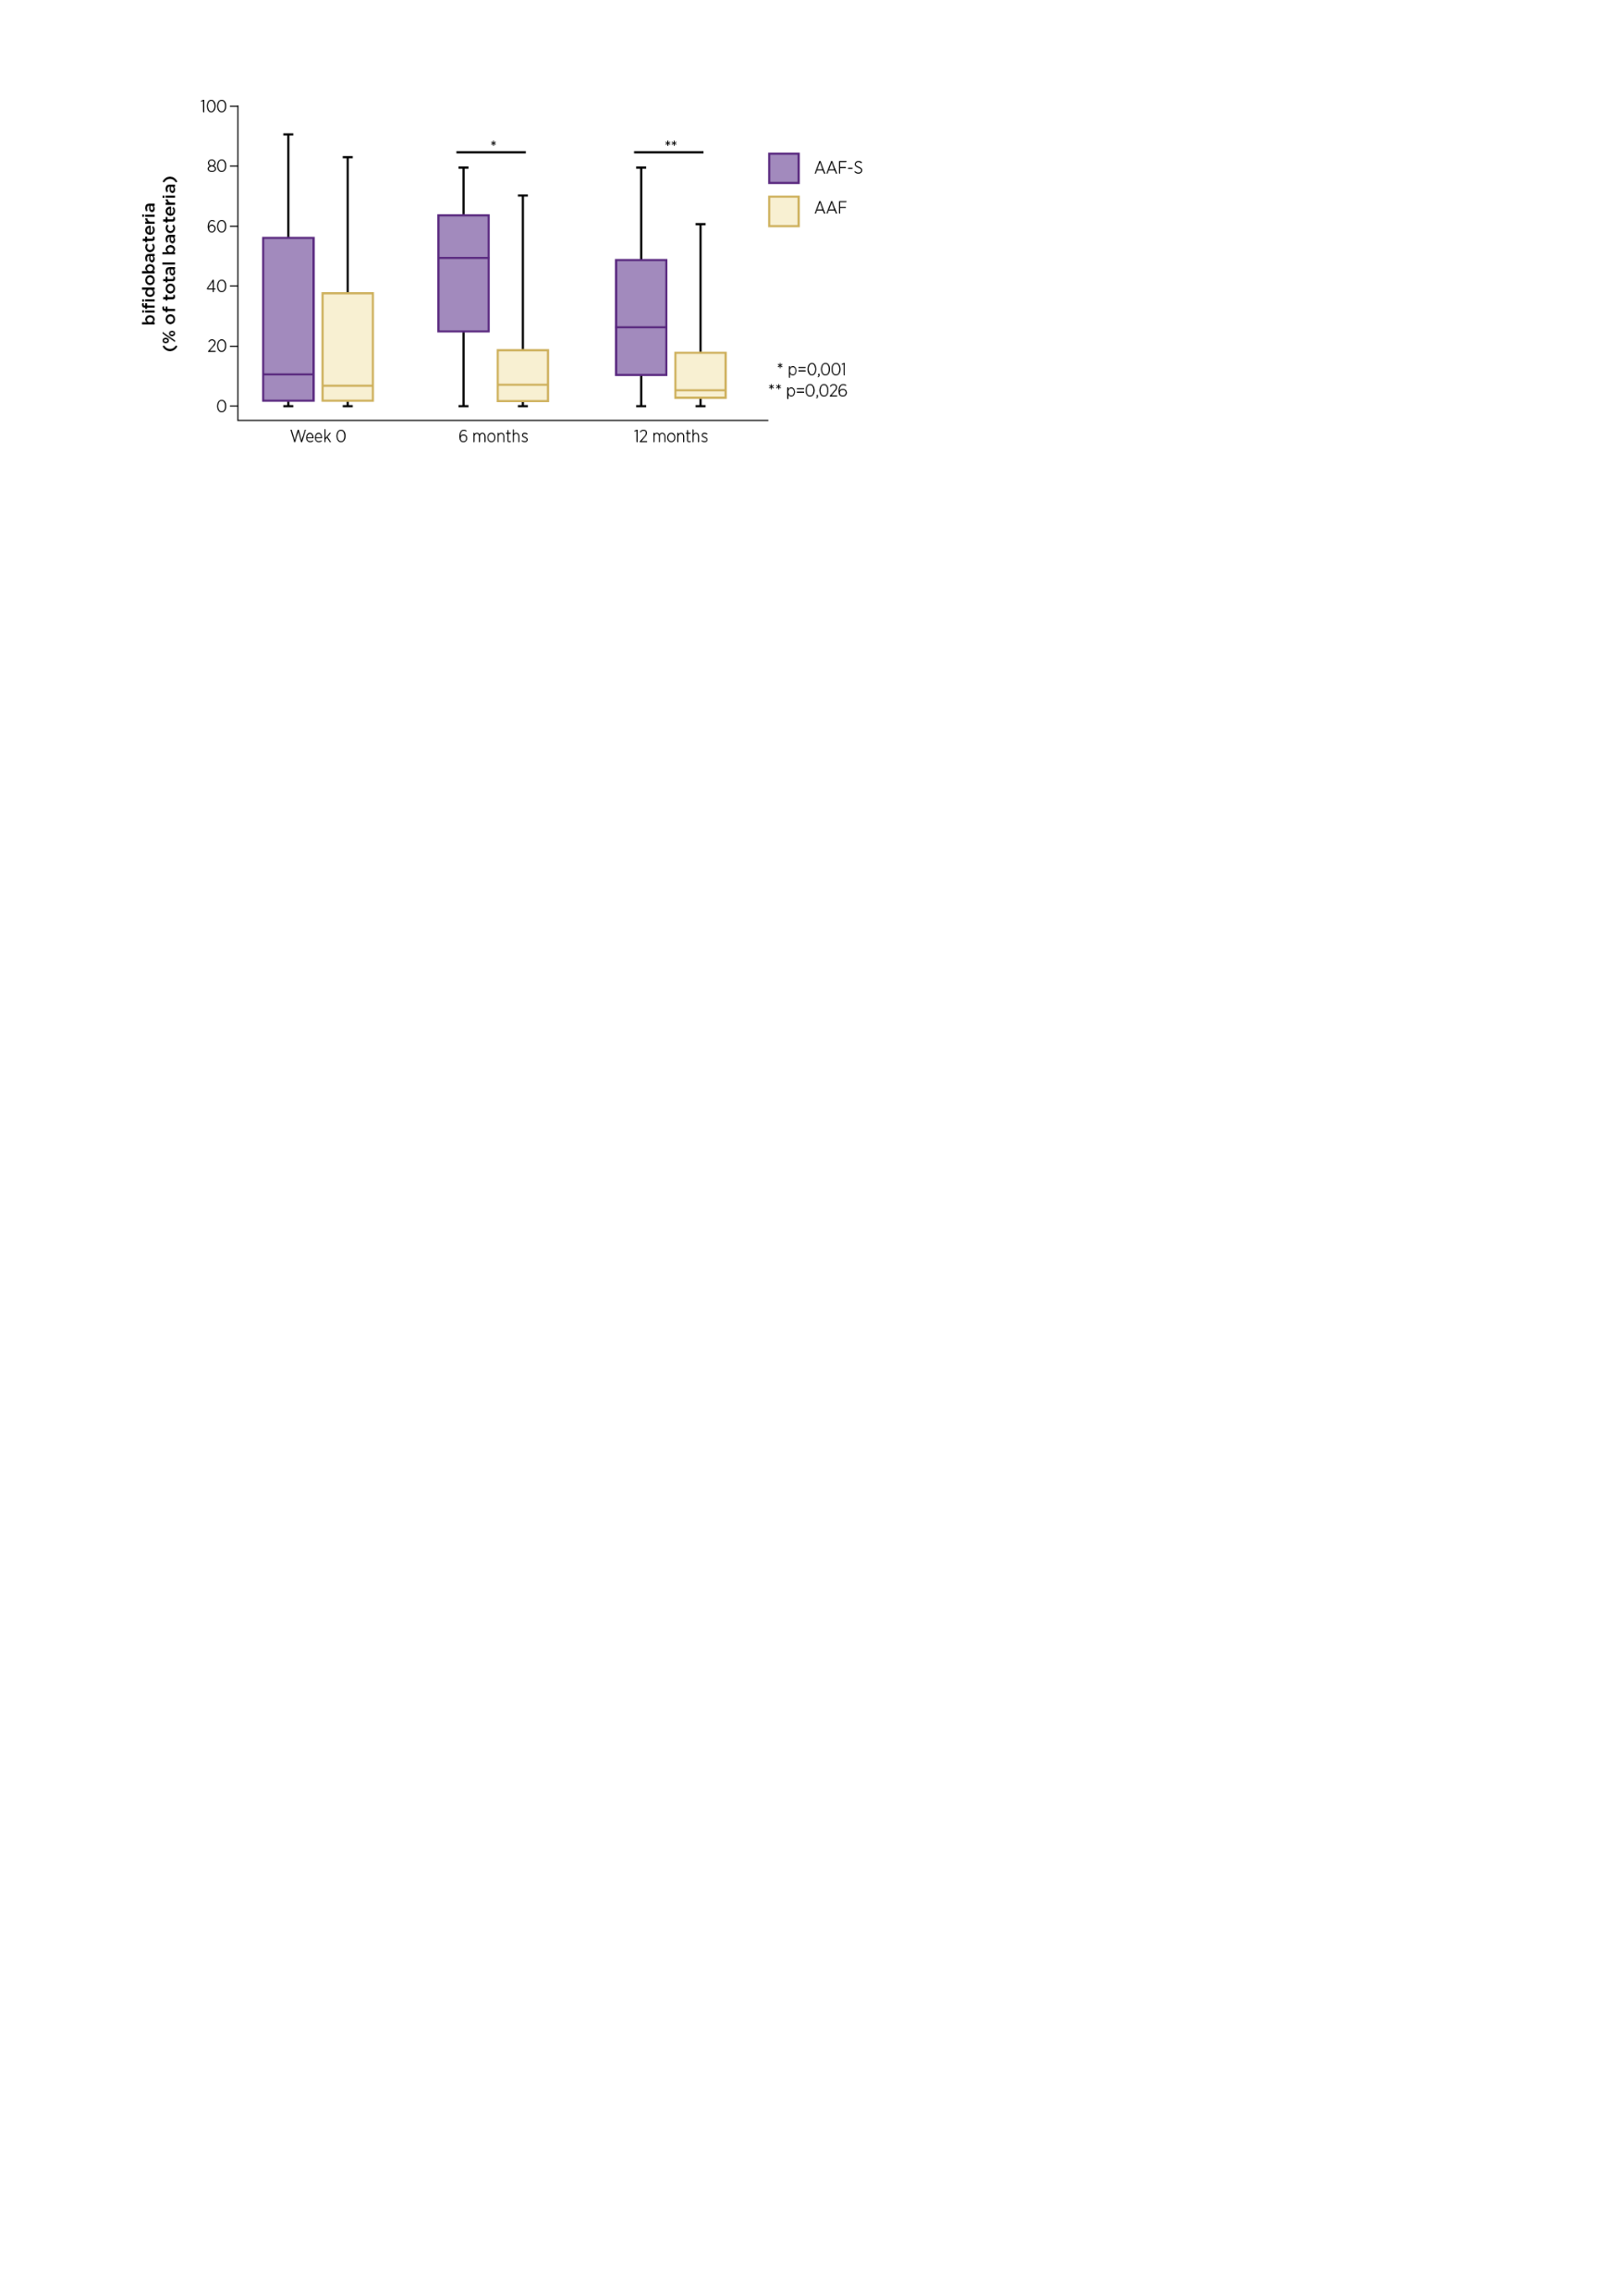 bifidobacteria
(% of total bacteria)
100
80
60
40
20
0
Week 0
6 months
12 months
*
**
AAF-S
AAF
* p=0,001
** p=0,026